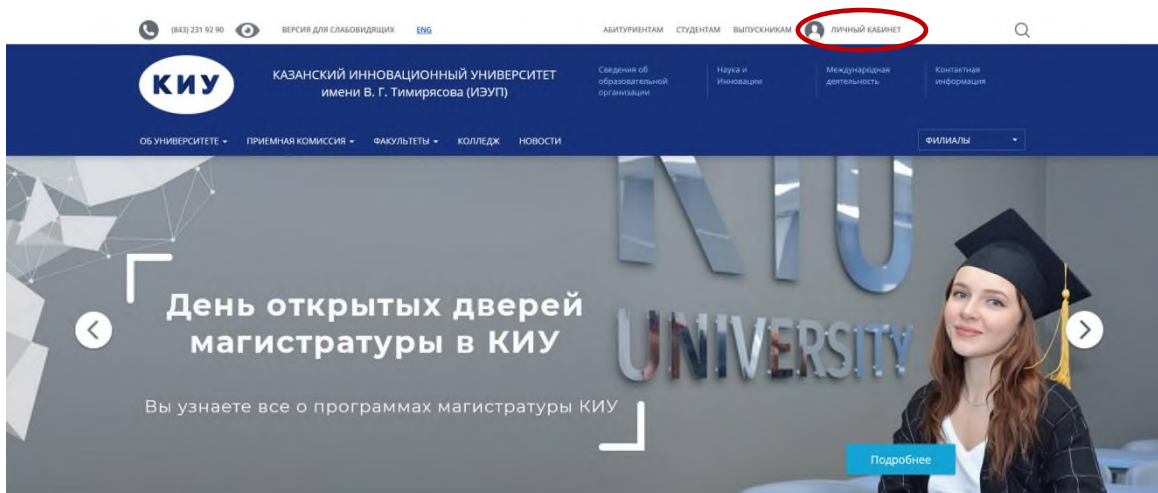 (843) 231 92 90
ВЕРСИЯ ДЛЯ СЛАБОВИДЯЩИХ
ENG
АБИТУРИЕНТАМ
СТУДЕНТАМ
ВЫПУСКНИКАМ
ЛИЧНЫЙ КАБИНЕТ
КИУ
КАЗАНСКИЙ ИННОВАЦИОННЫЙ УНИВЕРСИТЕТ
имени В. Г. Тимирясова (ИЭУП)
Сведения об
образовательной
организации
Наука и
Инновации
Международная
деятельность
Контактная
информация
ОБ УНИВЕРСИТЕТЕ
ПРИЕМНАЯ КОМИССИЯ
ФАКУЛЬТЕТЫ
КОЛЛЕДЖ
НОВОСТИ
ФИЛИАЛЫ
KIU
UNIVERSITY
День открытых дверей
магистратуры в КИУ
Вы узнаете все о программах магистратуры КИУ
Подробнее